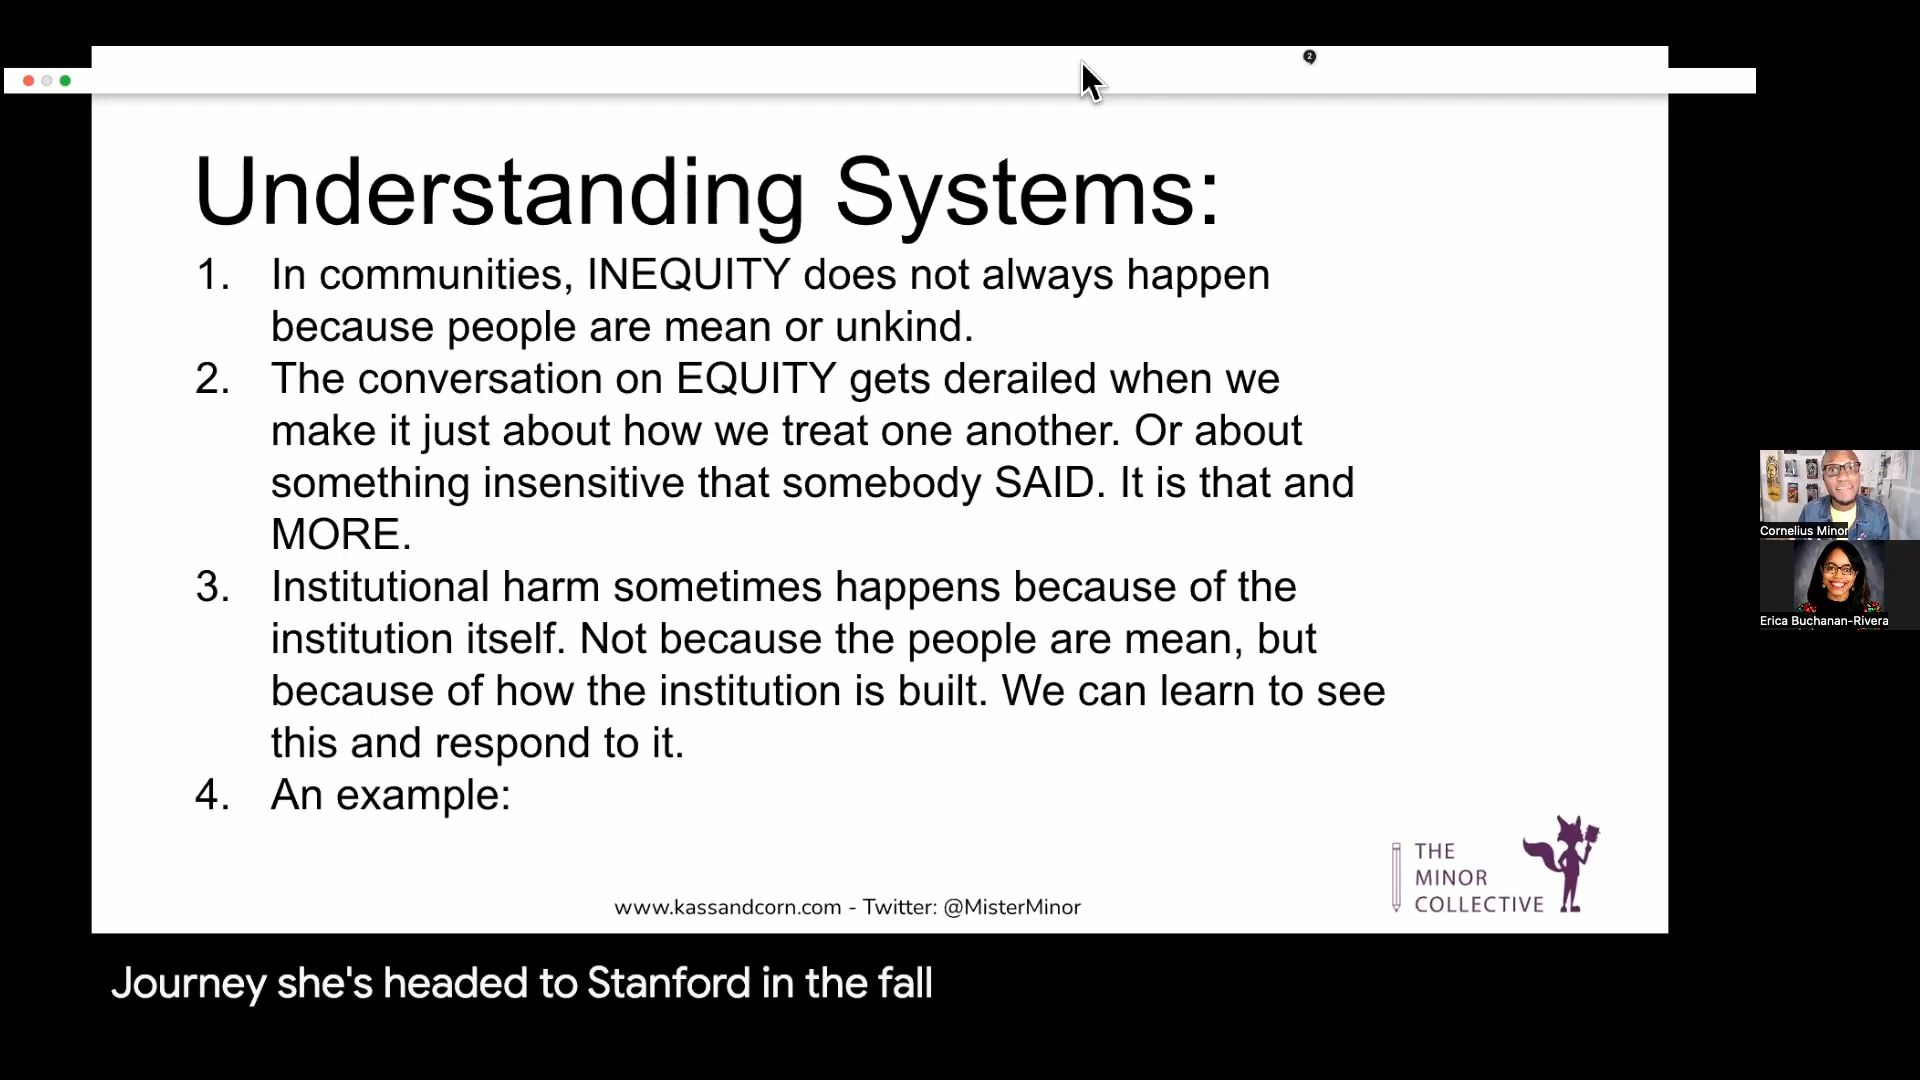 2
Understanding Systems:
1. In communities, INEQUITY does not always happen
because people are mean or unkind.
2. The conversation on EQUITY gets derailed when we
make it just about how we treat one another. Or about
something insensitive that somebody SAID. It is that and
MORE.
3. Institutional harm sometimes happens because of the
institution itself. Not because the people are mean, but
because of how the institution is built. We can learn to see
this and respond to it.
4. An example:
THE
MINOR
COLLECTIVE
www.kassandcorn.com - Twitter: @MisterMinor
Cornelius Minor
Erica Buchanan-Rivera
Journey she's headed to Stanford in the fall